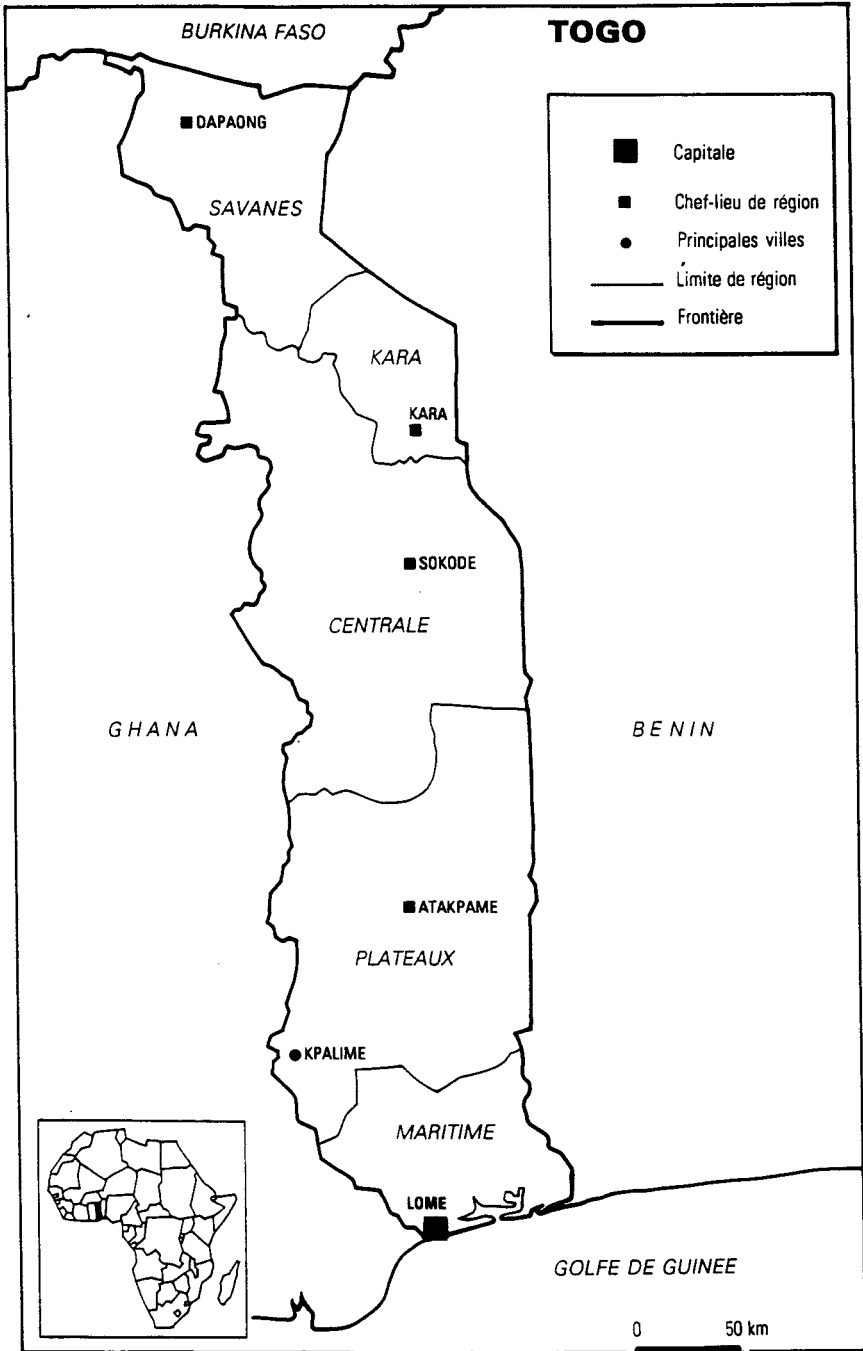 BURKINA FASO
TOGO
Capitale
Chef-lieu de région
Principales villes
Limite de région
Frontière
DAPAONG
SAVANES
KARA
KARA
SOKODE
CENTRALE
GHANA
BENIN
ATAKPAME
PLATEAUX
KPALIME
MARITIME
LOME
GOLFE DE GUINEE
0 50 km